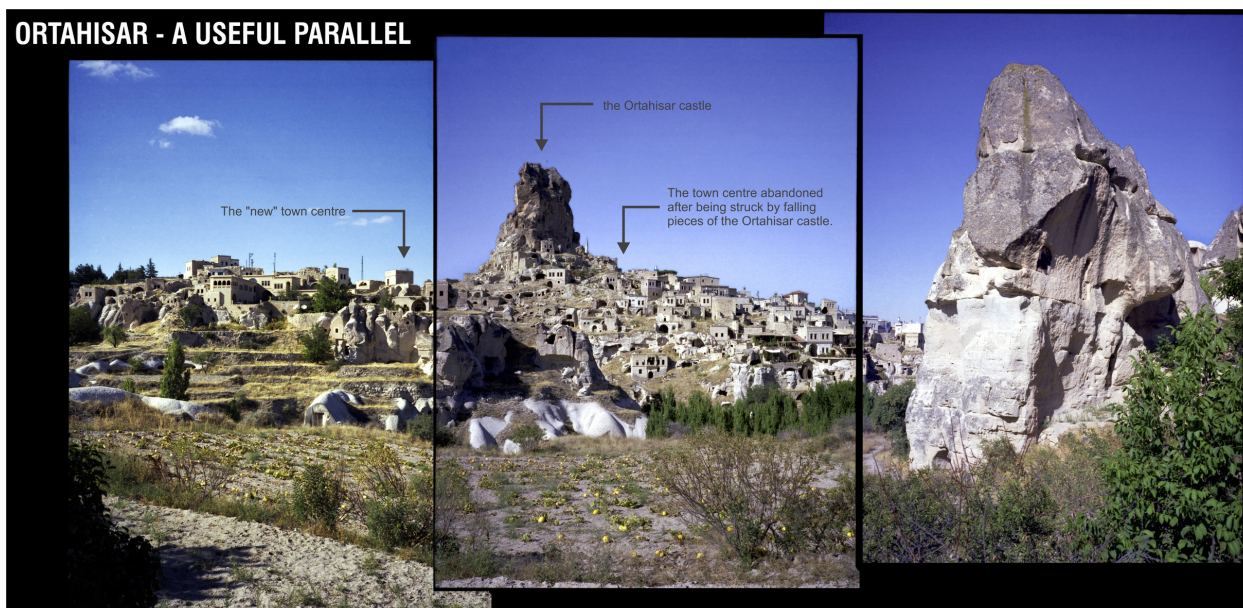 ORTAHISAR - A USEFUL PARALLEL
the Ortahisar castle
The "new" town centre
The town centre abandoned
after being struck by falling
pieces of the Ortahisar castle.